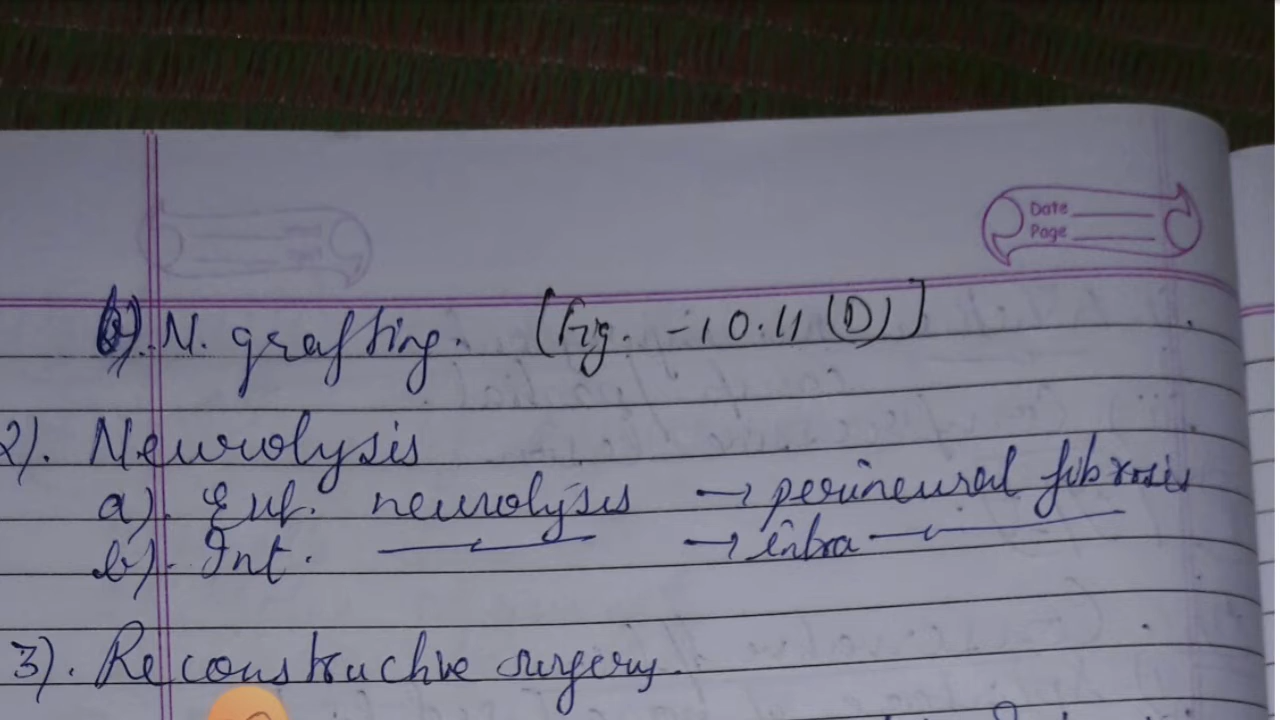 Date
Page
b). N. grafting. [fig. - 10.11 (D)]
2). Neurolysis
a). Ext. neurolysis → perineural fibrosis
b). Int. —〃— → intra —〃—
3). Reconstructive surgery.